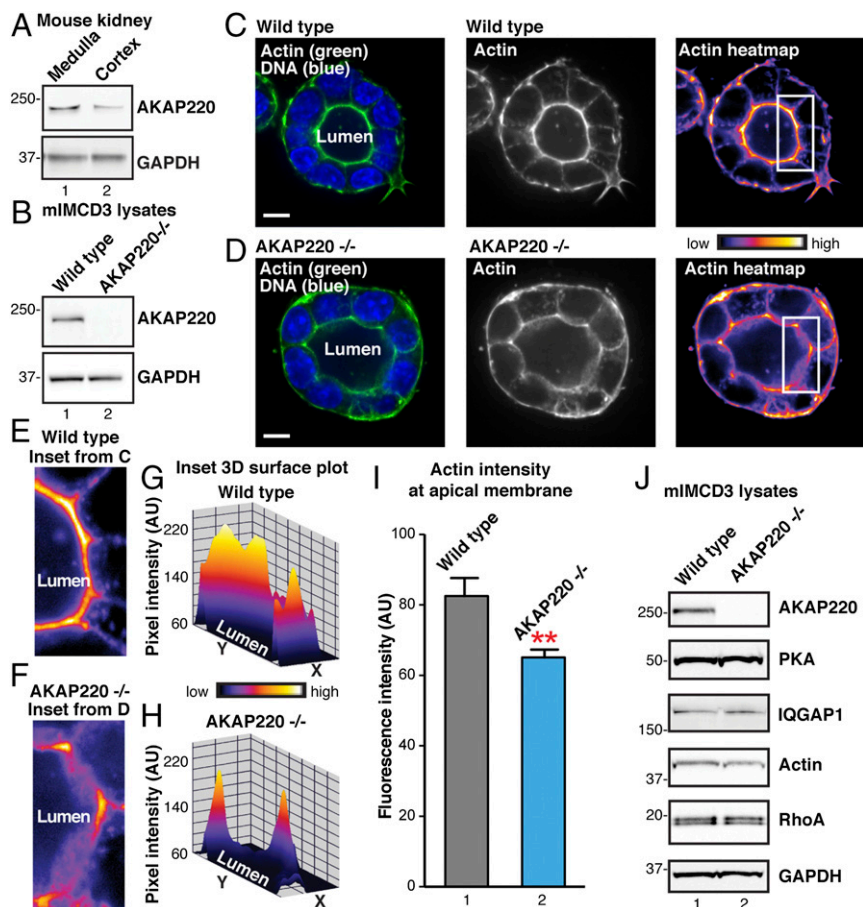 A
Mouse kidney
Medulla
Cortex
250-
AKAP220
37-
GAPDH
1 2
B
mIMCD3 lysates
Wild type
AKAP220-/-
250-
AKAP220
37-
GAPDH
1 2
C
Wild type
Actin (green)
DNA (blue)
Lumen
Wild type
Actin
Actin heatmap
low high
D
AKAP220 -/-
Actin (green)
DNA (blue)
Lumen
AKAP220 -/-
Actin
Actin heatmap
E
Wild type
Inset from C
Lumen
F
AKAP220 -/-
Inset from D
Lumen
G
Inset 3D surface plot
Wild type
Pixel intensity (AU)
220
140
60
Lumen
Y
X
low high
H
AKAP220 -/-
Pixel intensity (AU)
220
140
60
Lumen
Y
X
I
Actin intensity
at apical membrane
Fluorescence intensity (AU)
100
80
60
40
20
0
Wild type
AKAP220 -/-
**
1 2
J
mIMCD3 lysates
Wild type
AKAP220 -/-
250-
AKAP220
50-
PKA
150-
IQGAP1
37-
Actin
20-
RhoA
37-
GAPDH
1 2